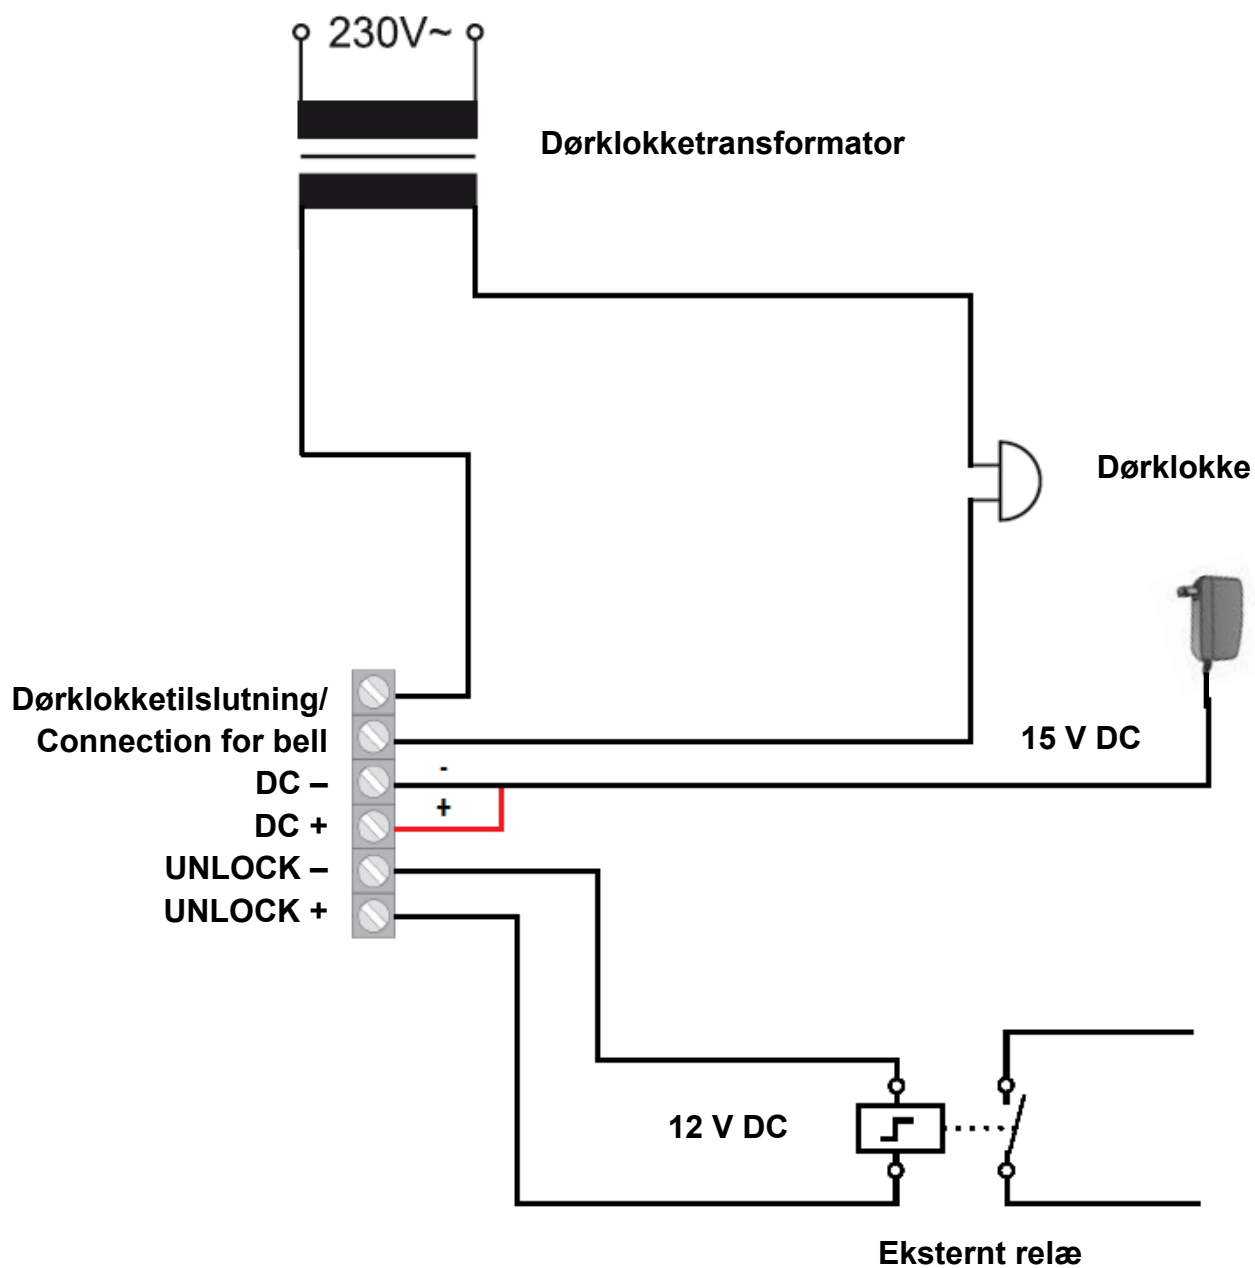 230V~
Dørklokketransformator
Dørklokke
Dørklokketilslutning/
Connection for bell
15 V DC
DC –
-
DC +
+
UNLOCK –
UNLOCK +
12 V DC
Eksternt relæ